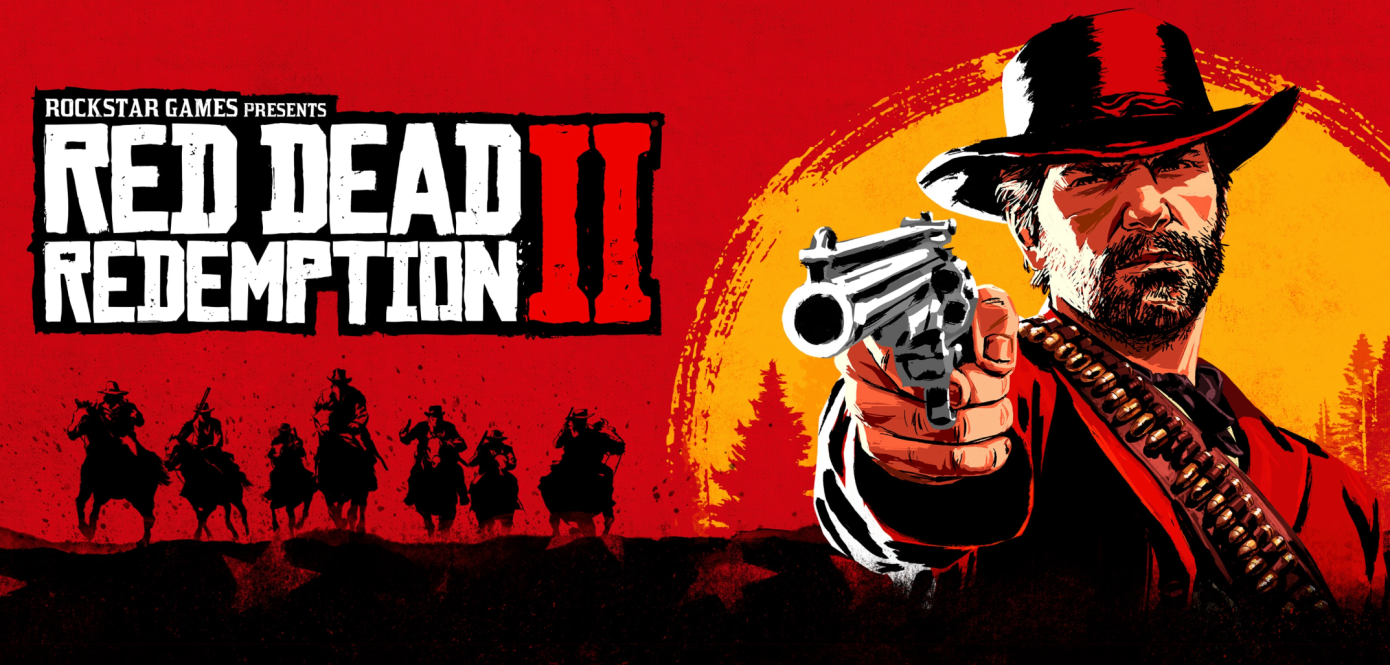 ROCKSTAR GAMES PRESENTS
RED DEAD
REDEMPTION II